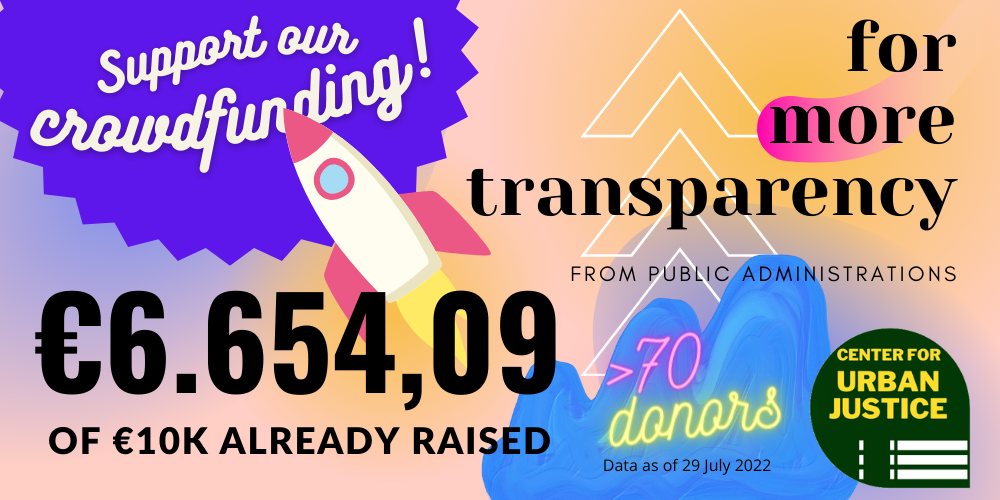 Support our
crowdfunding!
for
more
transparency
FROM PUBLIC ADMINISTRATIONS
€6.654,09
OF €10K ALREADY RAISED
>70
donors
Data as of 29 July 2022
CENTER FOR
URBAN
JUSTICE